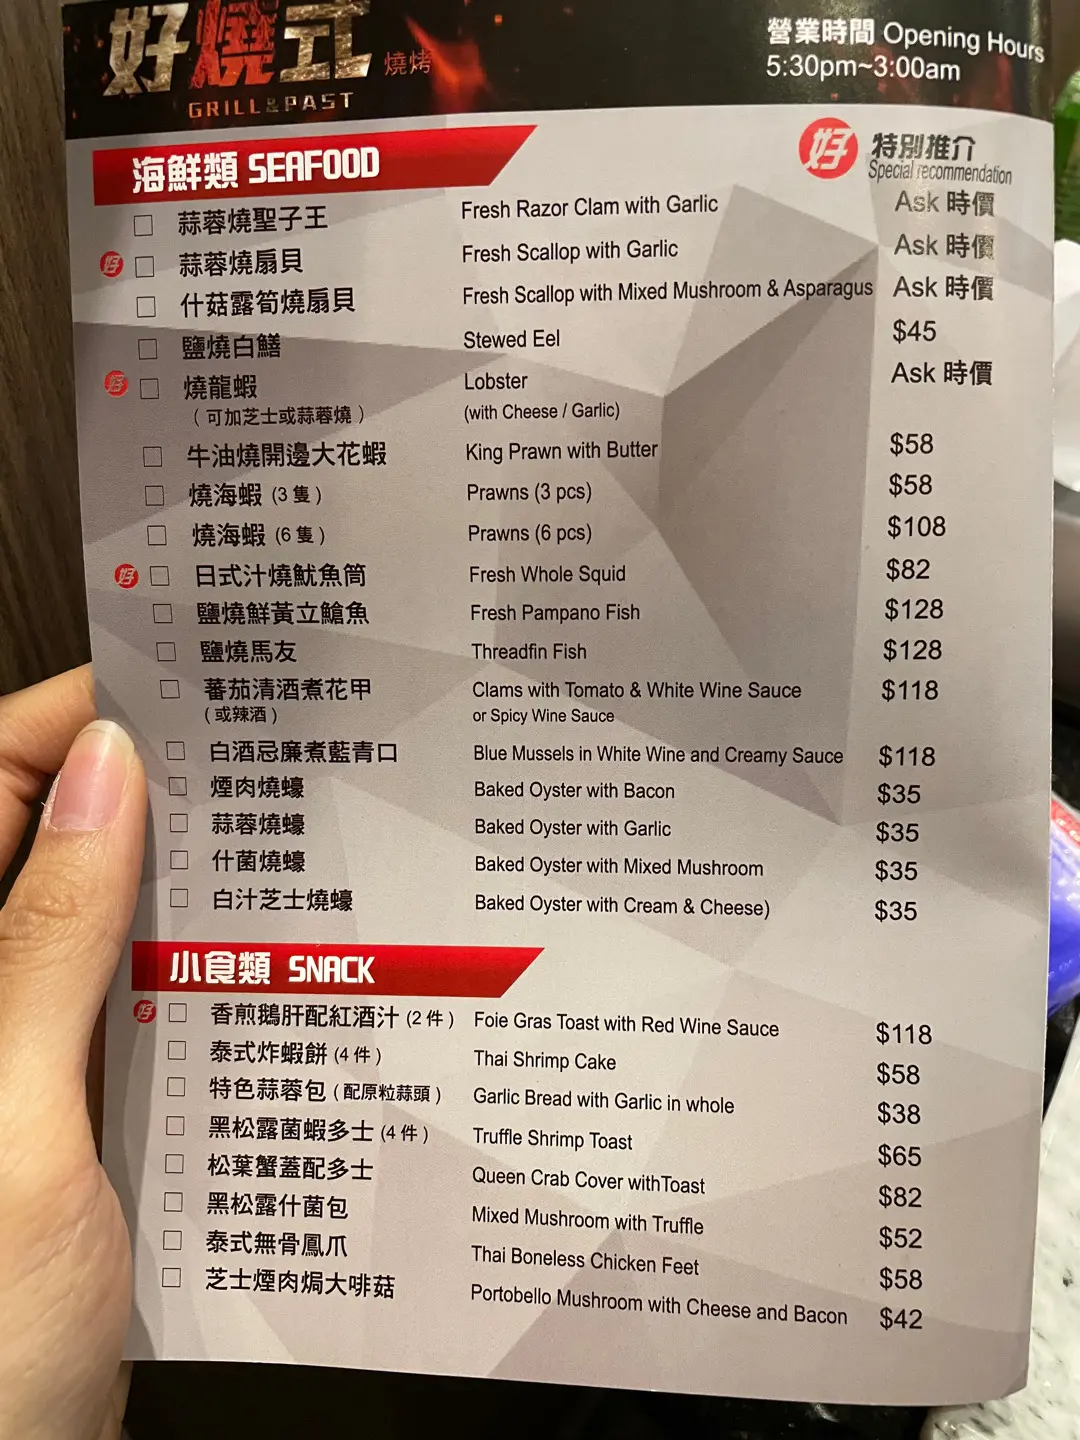 好燒式 燒烤
GRILL & PAST
營業時間 Opening Hours
5:30pm~3:00am
海鮮類 SEAFOOD
好 特別推介
Special recommendation
蒜蓉燒聖子王 Fresh Razor Clam with Garlic Ask 時價
好 蒜蓉燒扇貝 Fresh Scallop with Garlic Ask 時價
什菇露筍燒扇貝 Fresh Scallop with Mixed Mushroom & Asparagus Ask 時價
鹽燒白鱔 Stewed Eel $45
好 燒龍蝦 Lobster Ask 時價
(可加芝士或蒜蓉燒) (with Cheese / Garlic)
牛油燒開邊大花蝦 King Prawn with Butter $58
燒海蝦 (3 隻) Prawns (3 pcs) $58
燒海蝦 (6 隻) Prawns (6 pcs) $108
好 日式汁燒魷魚筒 Fresh Whole Squid $82
鹽燒鮮黃立鯧魚 Fresh Pampano Fish $128
鹽燒馬友 Threadfin Fish $128
蕃茄清酒煮花甲 Clams with Tomato & White Wine Sauce $118
(或辣酒) or Spicy Wine Sauce
白酒忌廉煮藍青口 Blue Mussels in White Wine and Creamy Sauce $118
煙肉燒蠔 Baked Oyster with Bacon $35
蒜蓉燒蠔 Baked Oyster with Garlic $35
什菌燒蠔 Baked Oyster with Mixed Mushroom $35
白汁芝士燒蠔 Baked Oyster with Cream & Cheese) $35
小食類 SNACK
好 香煎鵝肝配紅酒汁 (2 件) Foie Gras Toast with Red Wine Sauce $118
泰式炸蝦餅 (4 件) Thai Shrimp Cake $58
特色蒜蓉包 (配原粒蒜頭) Garlic Bread with Garlic in whole $38
黑松露菌蝦多士 (4 件) Truffle Shrimp Toast $65
松葉蟹蓋配多士 Queen Crab Cover withToast $82
黑松露什菌包 Mixed Mushroom with Truffle $52
泰式無骨鳳爪 Thai Boneless Chicken Feet $58
芝士煙肉焗大啡菇 Portobello Mushroom with Cheese and Bacon $42